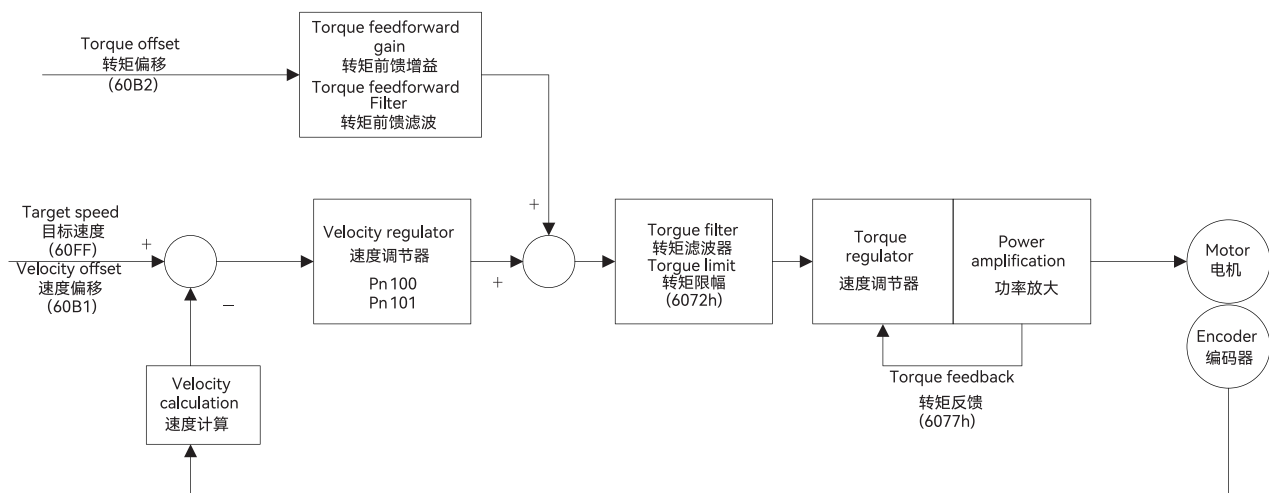 Torque offset
转矩偏移
(60B2)
Torque feedforward
gain
转矩前馈增益
Torque feedforward
Filter
转矩前馈滤波
Target speed
目标速度
(60FF)
Velocity offset
速度偏移
(60B1)
+
−
Velocity regulator
速度调节器
Pn100
Pn101
+
+
Torgue filter
转矩滤波器
Torgue limit
转矩限幅
(6072h)
Torque
regulator
速度调节器
Power
amplification
功率放大
Motor
电机
Encoder
编码器
Velocity
calculation
速度计算
Torque feedback
转矩反馈
(6077h)